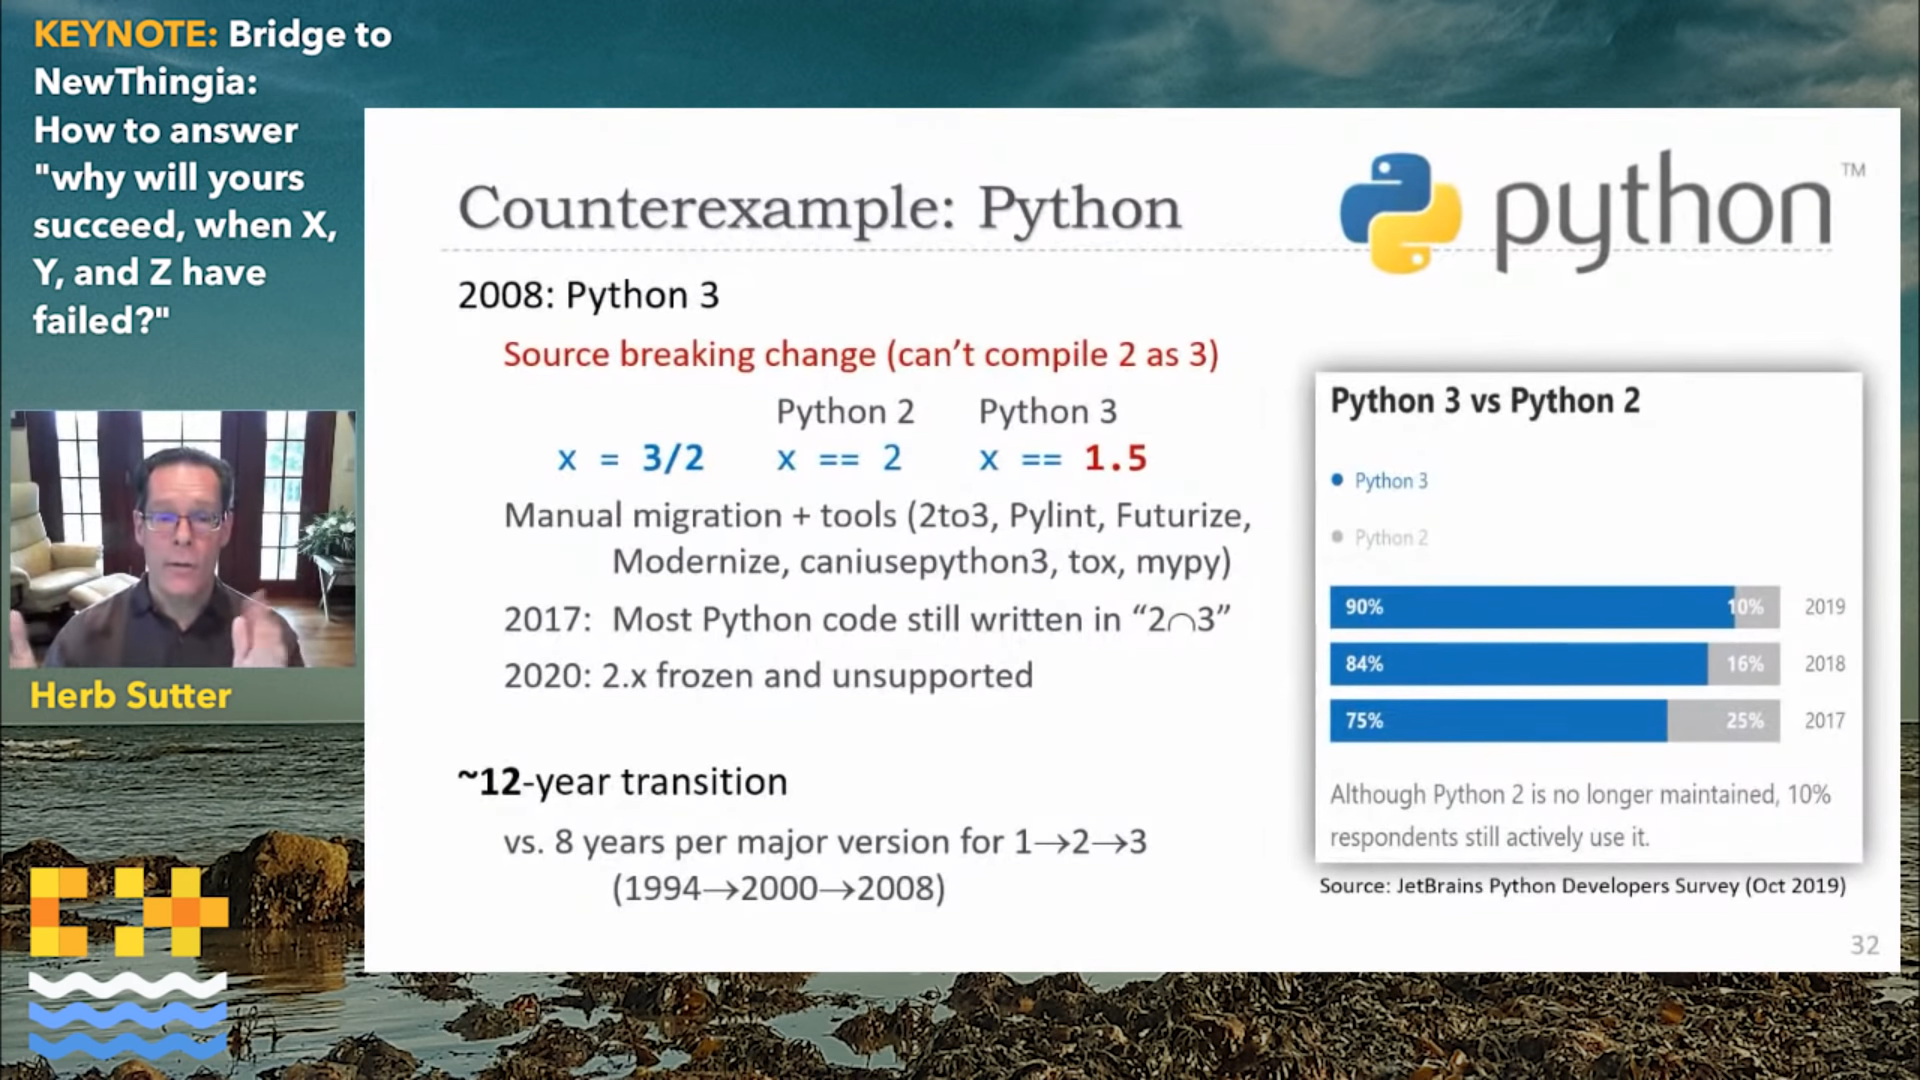 KEYNOTE: Bridge to
NewThingia:
How to answer
"why will yours
succeed, when X,
Y, and Z have
failed?"
Herb Sutter
Counterexample: Python
python™
2008: Python 3
Source breaking change (can’t compile 2 as 3)
Python 2 Python 3
x = 3/2 x == 2 x == 1.5
Manual migration + tools (2to3, Pylint, Futurize,
Modernize, caniusepython3, tox, mypy)
2017: Most Python code still written in “2∩3”
2020: 2.x frozen and unsupported
~12-year transition
vs. 8 years per major version for 1→2→3
(1994→2000→2008)
Python 3 vs Python 2
Python 3
Python 2
90% 10% 2019
84% 16% 2018
75% 25% 2017
Although Python 2 is no longer maintained, 10%
respondents still actively use it.
Source: JetBrains Python Developers Survey (Oct 2019)
32